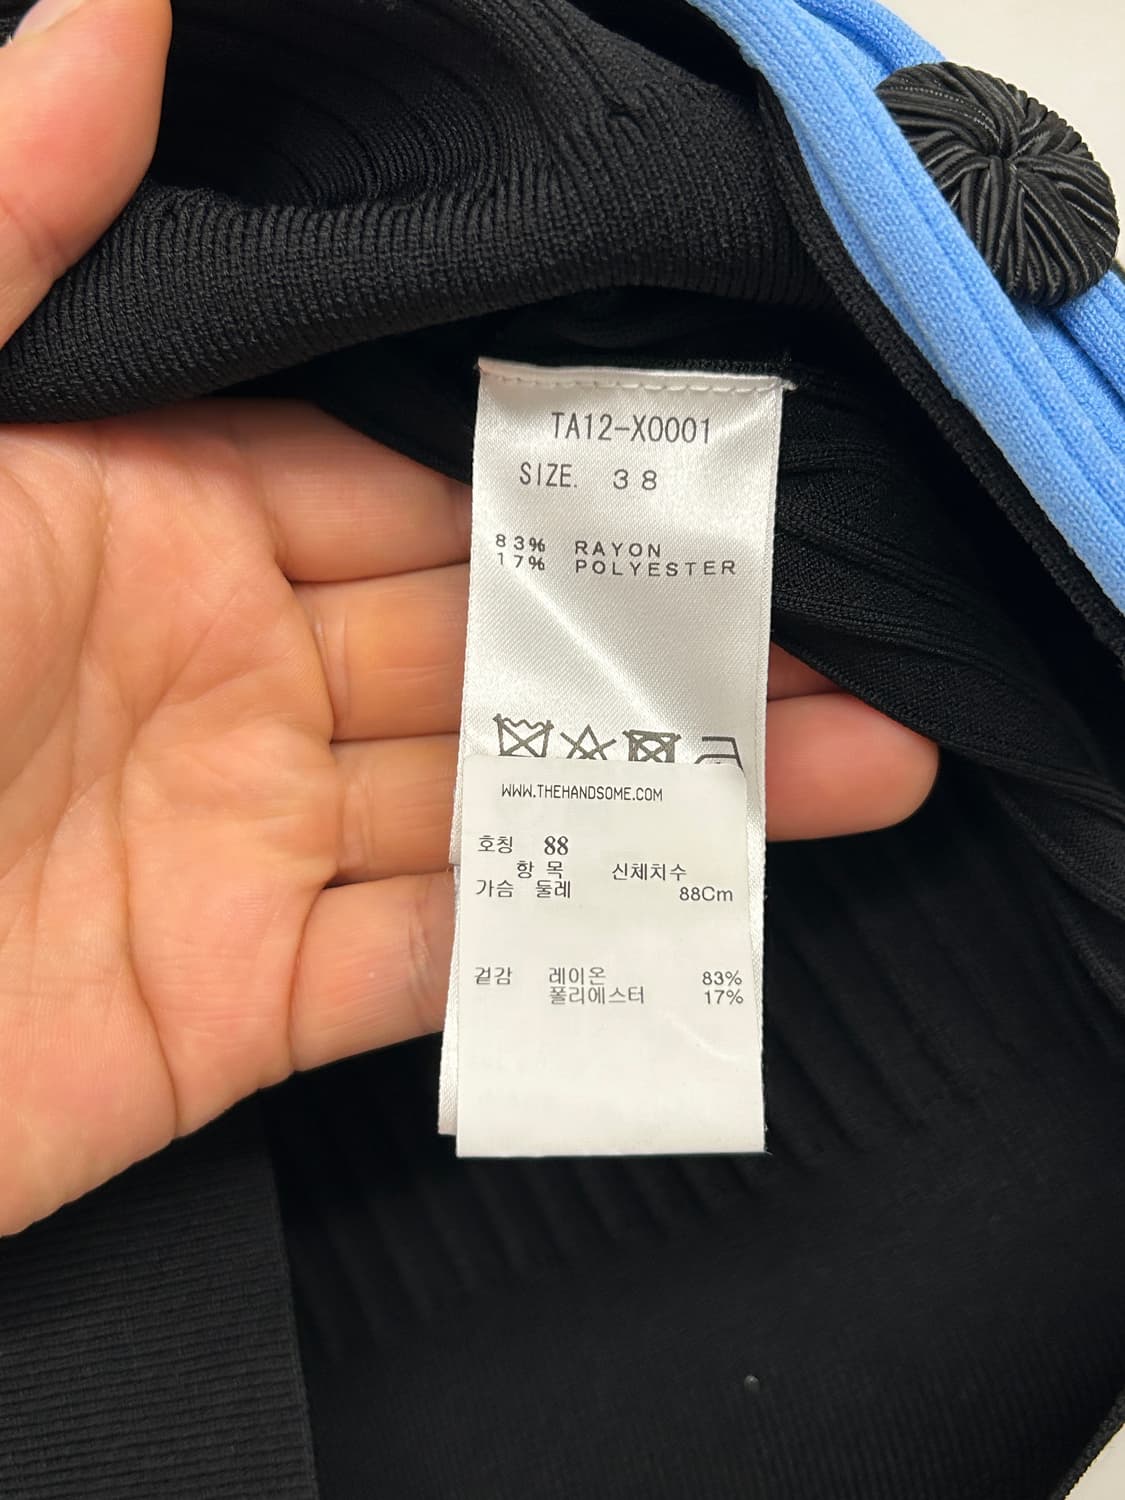 TA12-X0001
SIZE. 38
83% RAYON
17% POLYESTER
WWW.THEHANDSOME.COM
호칭 88
항 목 신체치수
가슴 둘레 88Cm
겉감 레이온 83%
폴리에스터 17%